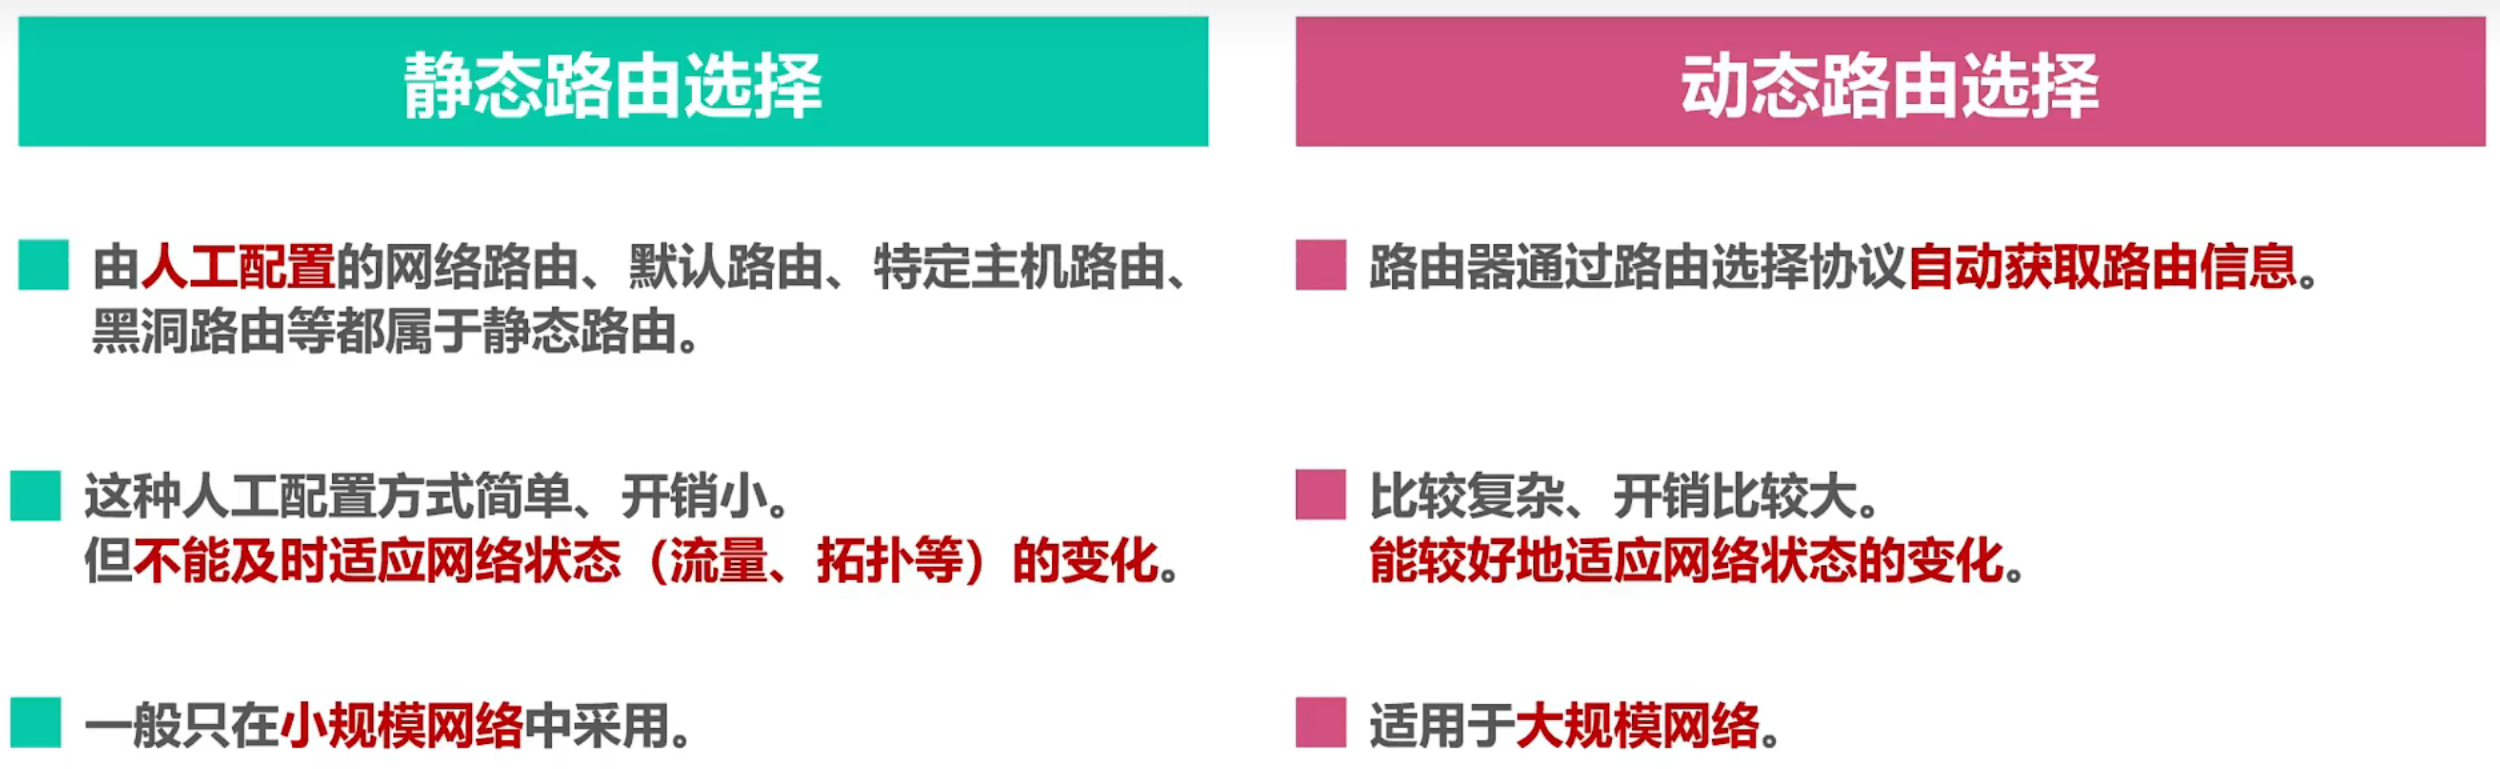 静态路由选择
由人工配置的网络路由、默认路由、特定主机路由、
黑洞路由等都属于静态路由。
这种人工配置方式简单、开销小。
但不能及时适应网络状态（流量、拓扑等）的变化。
一般只在小规模网络中采用。
动态路由选择
路由器通过路由选择协议自动获取路由信息。
比较复杂、开销比较大。
能较好地适应网络状态的变化。
适用于大规模网络。